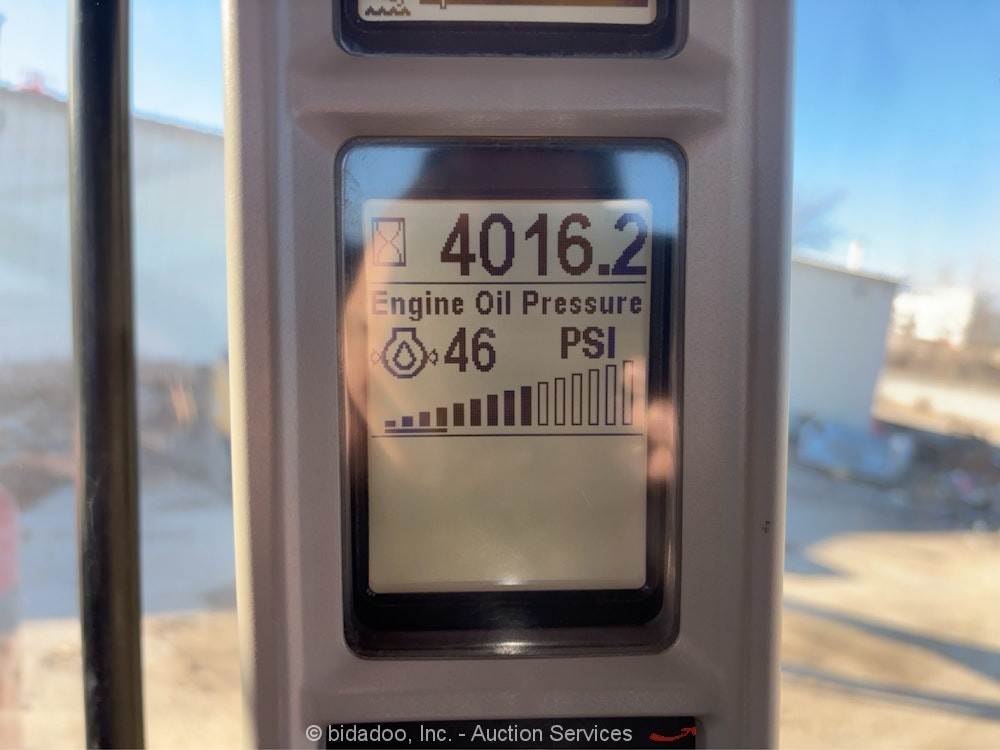 4016.2
Engine Oil Pressure
46 PSI
© bidadoo, Inc. - Auction Services